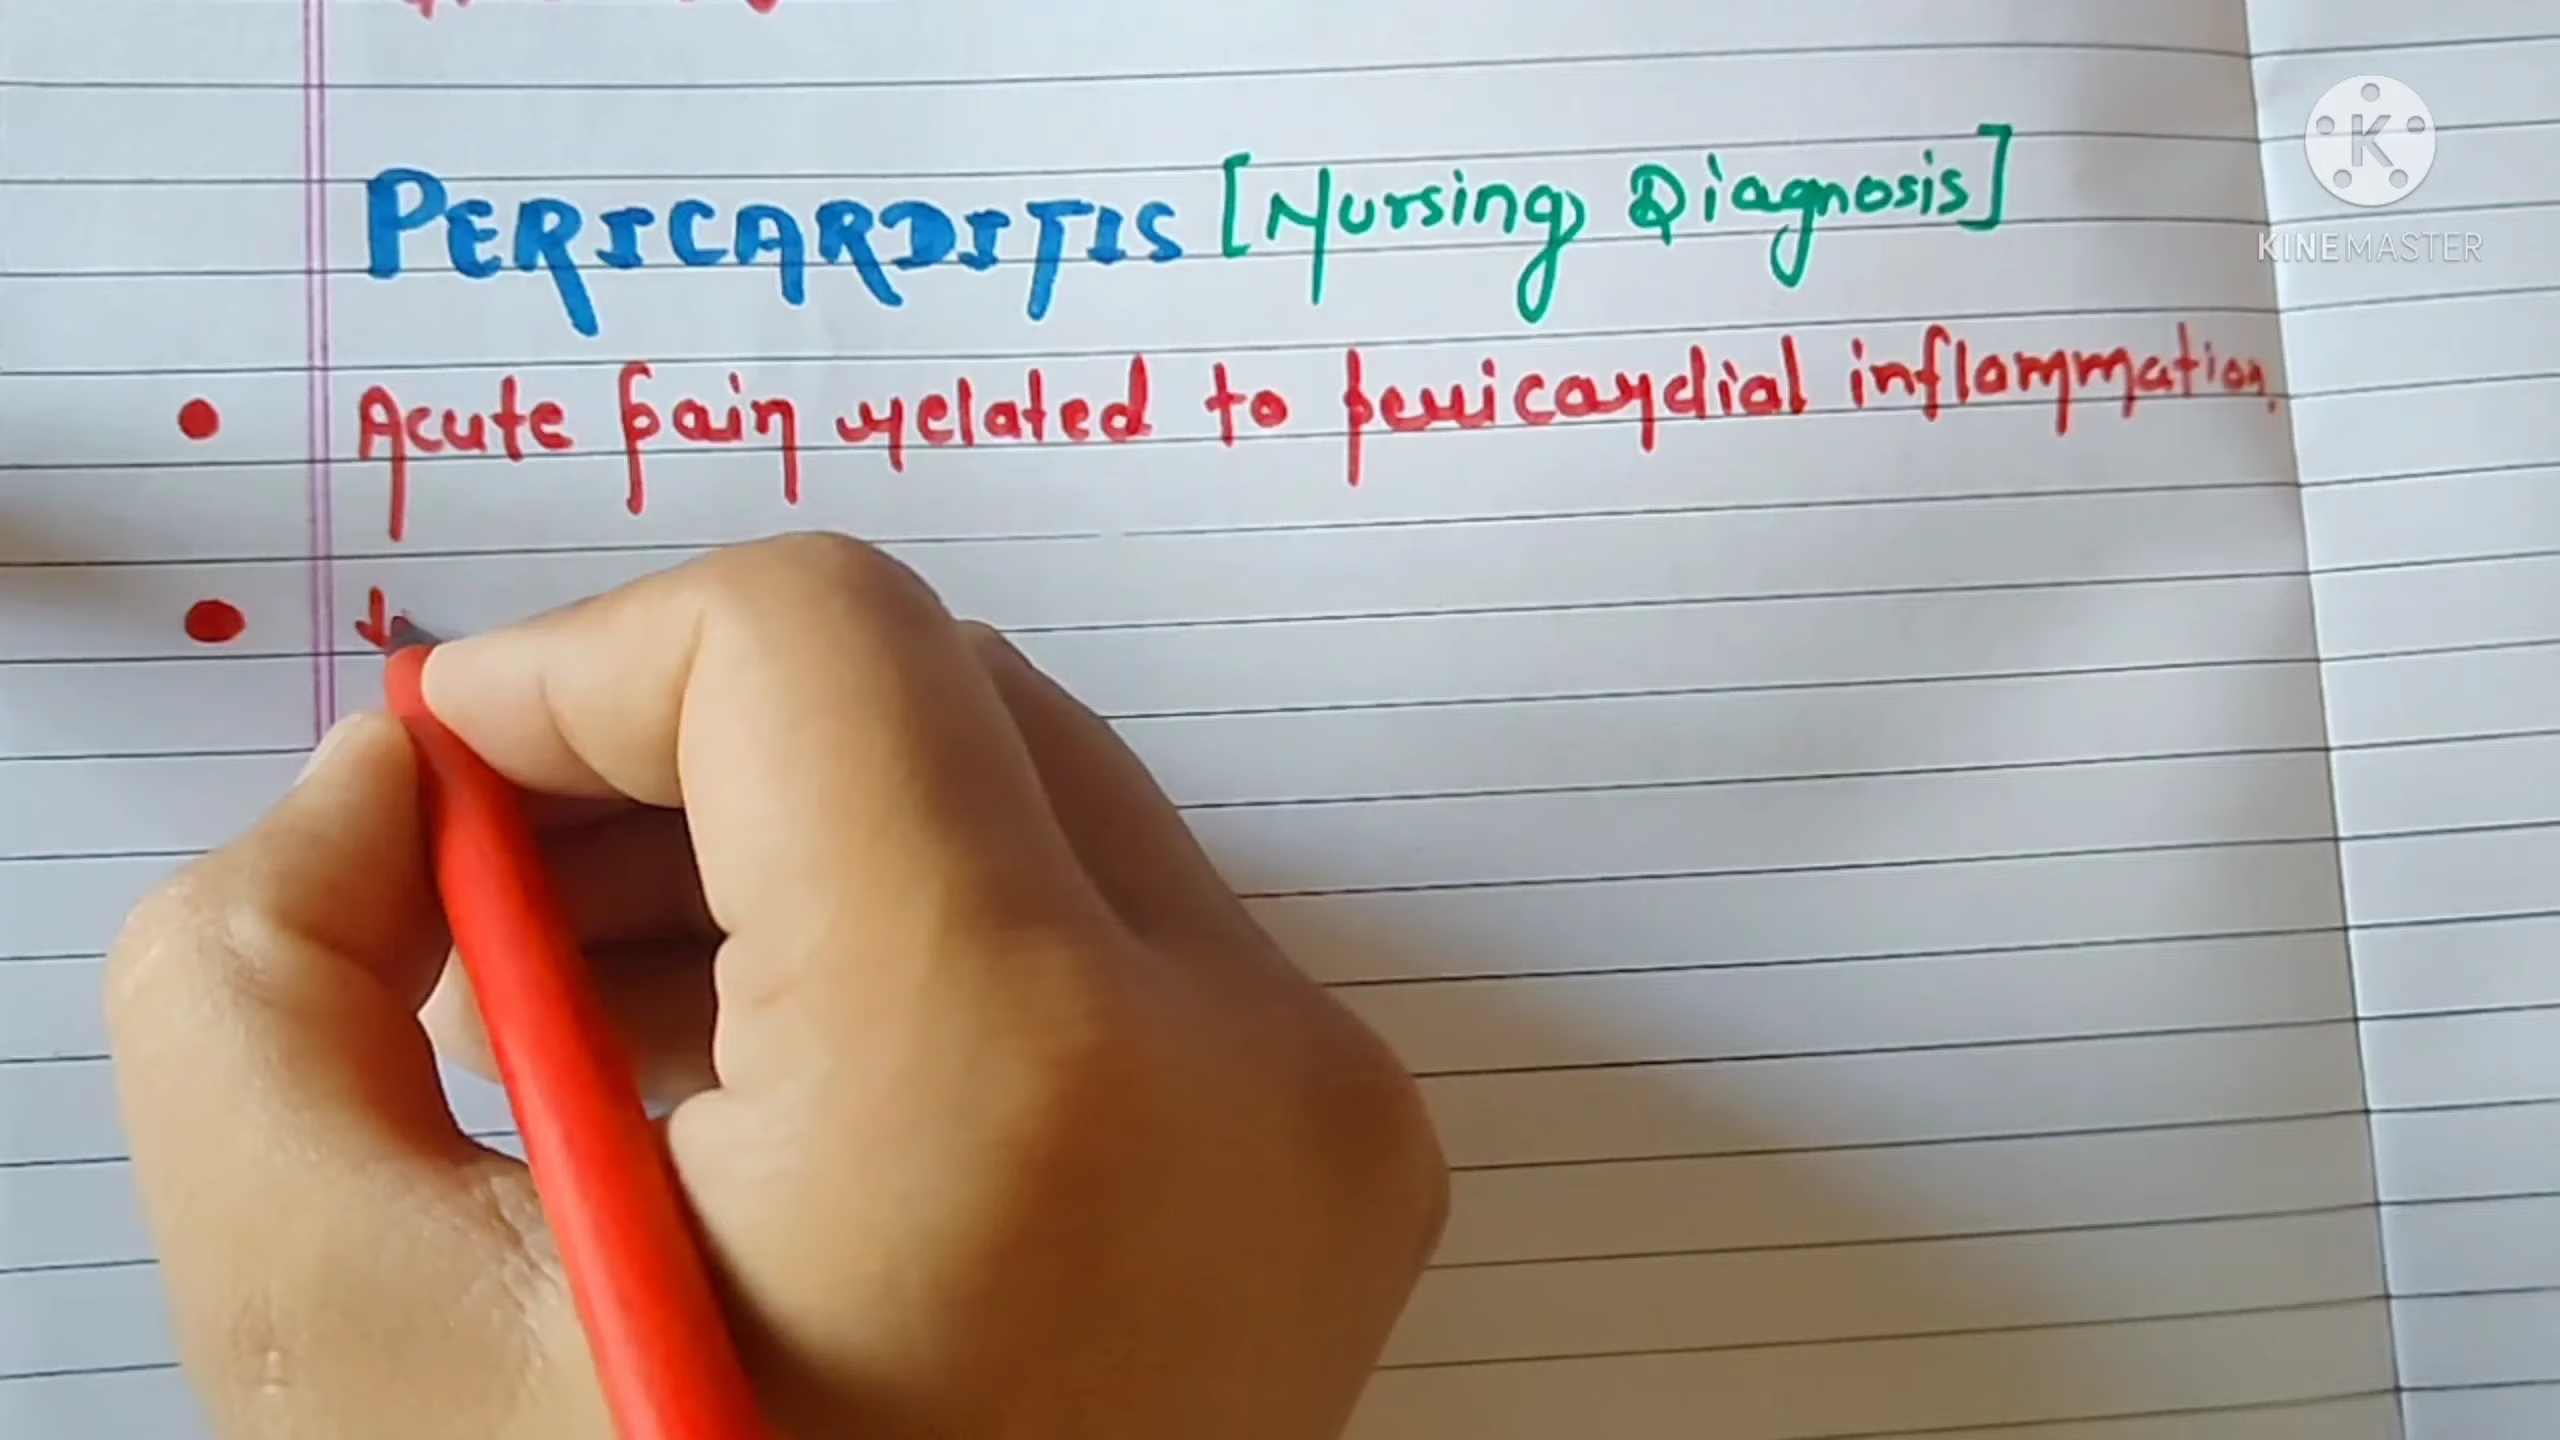 PERICARDITIS [Nursing Diagnosis]
K
KINEMASTER
• Acute pain related to pericardial inflammation.
•